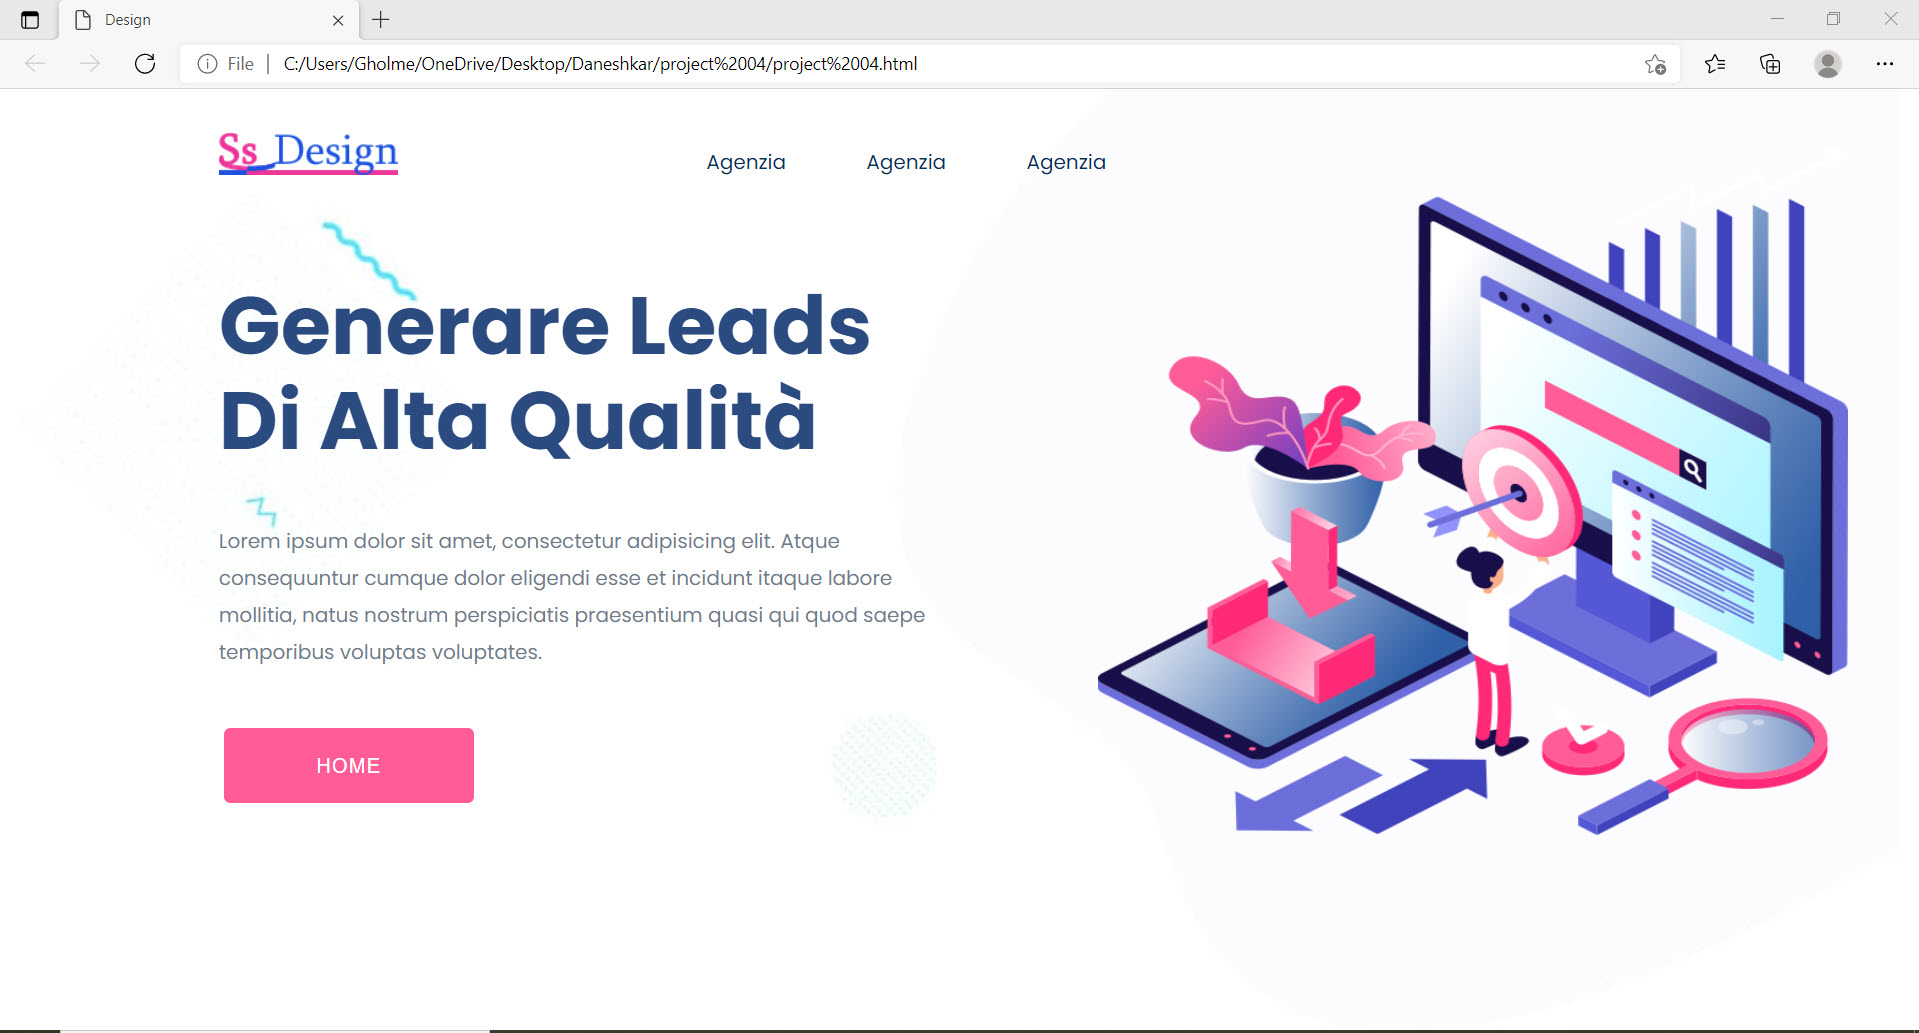 Design
File
C:/Users/Gholme/OneDrive/Desktop/Daneshkar/project%2004/project%2004.html
Ss Design
Agenzia Agenzia Agenzia
Generare Leads
Di Alta Qualità
Lorem ipsum dolor sit amet, consectetur adipisicing elit. Atque
consequuntur cumque dolor eligendi esse et incidunt itaque labore
mollitia, natus nostrum perspiciatis praesentium quasi qui quod saepe
temporibus voluptas voluptates.
HOME